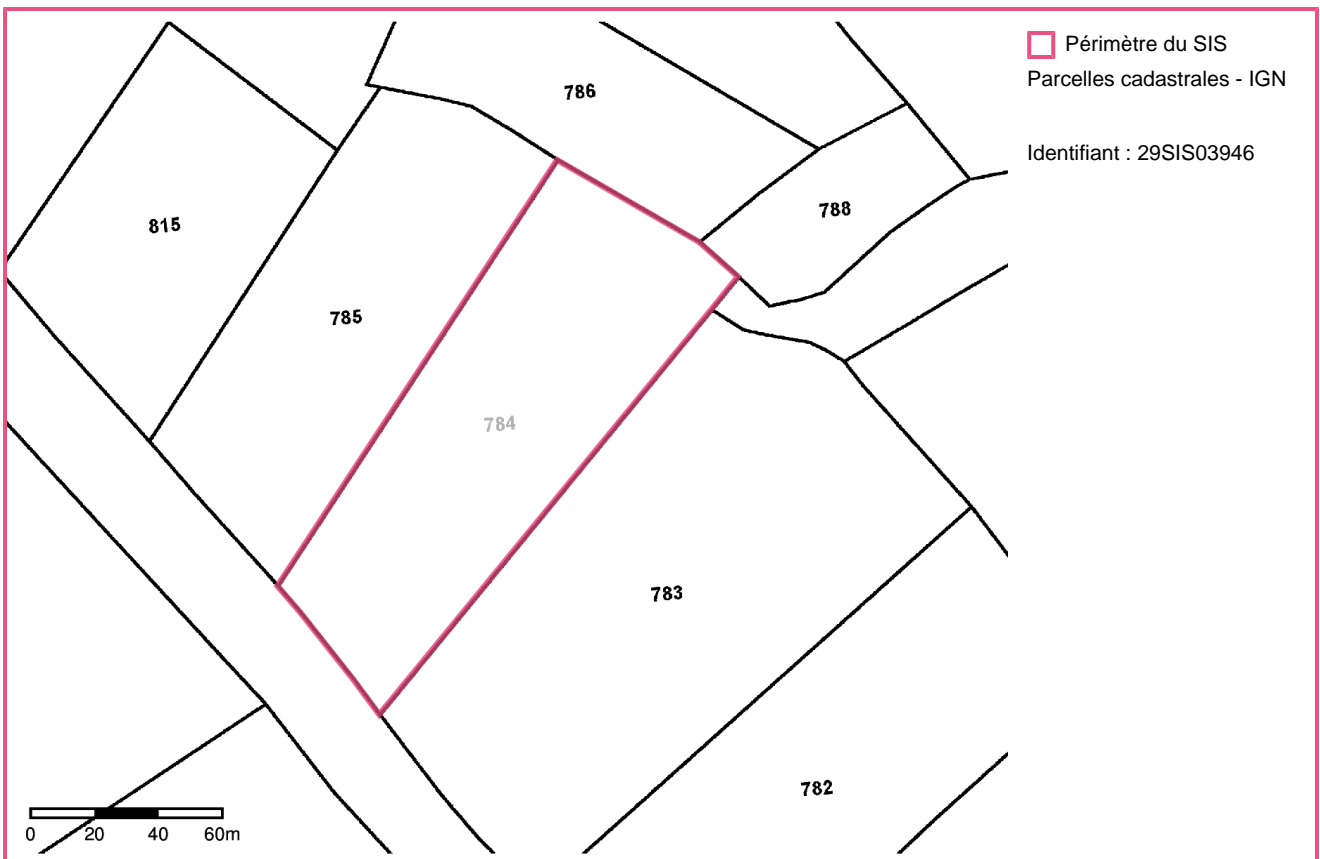 Périmètre du SIS
Parcelles cadastrales - IGN
Identifiant : 29SIS03946
786
788
815
785
784
783
782
0 20 40 60m